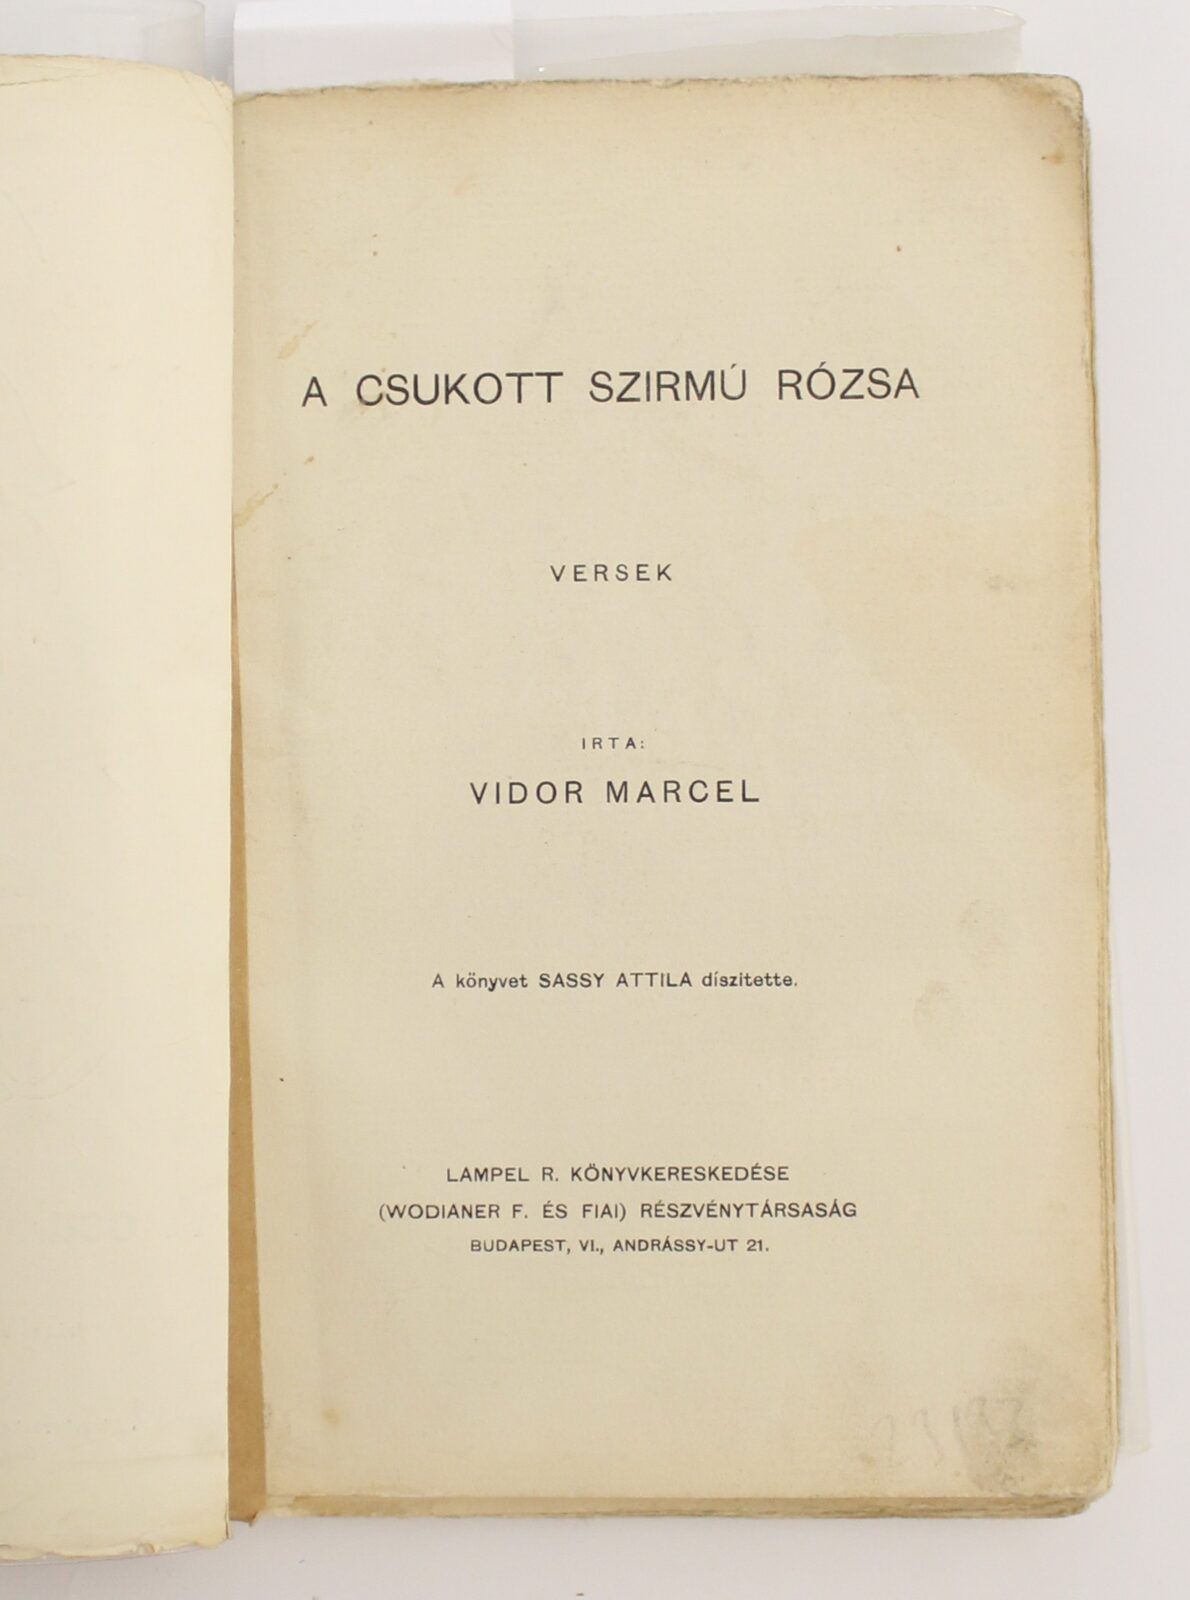 A CSUKOTT SZIRMÚ RÓZSA
VERSEK
IRTA:
VIDOR MARCEL
A könyvet SASSY ATTILA díszitette.
LAMPEL R. KÖNYVKERESKEDÉSE
(WODIANER F. ÉS FIAI) RÉSZVÉNYTÁRSASÁG
BUDAPEST, VI., ANDRÁSSY-UT 21.